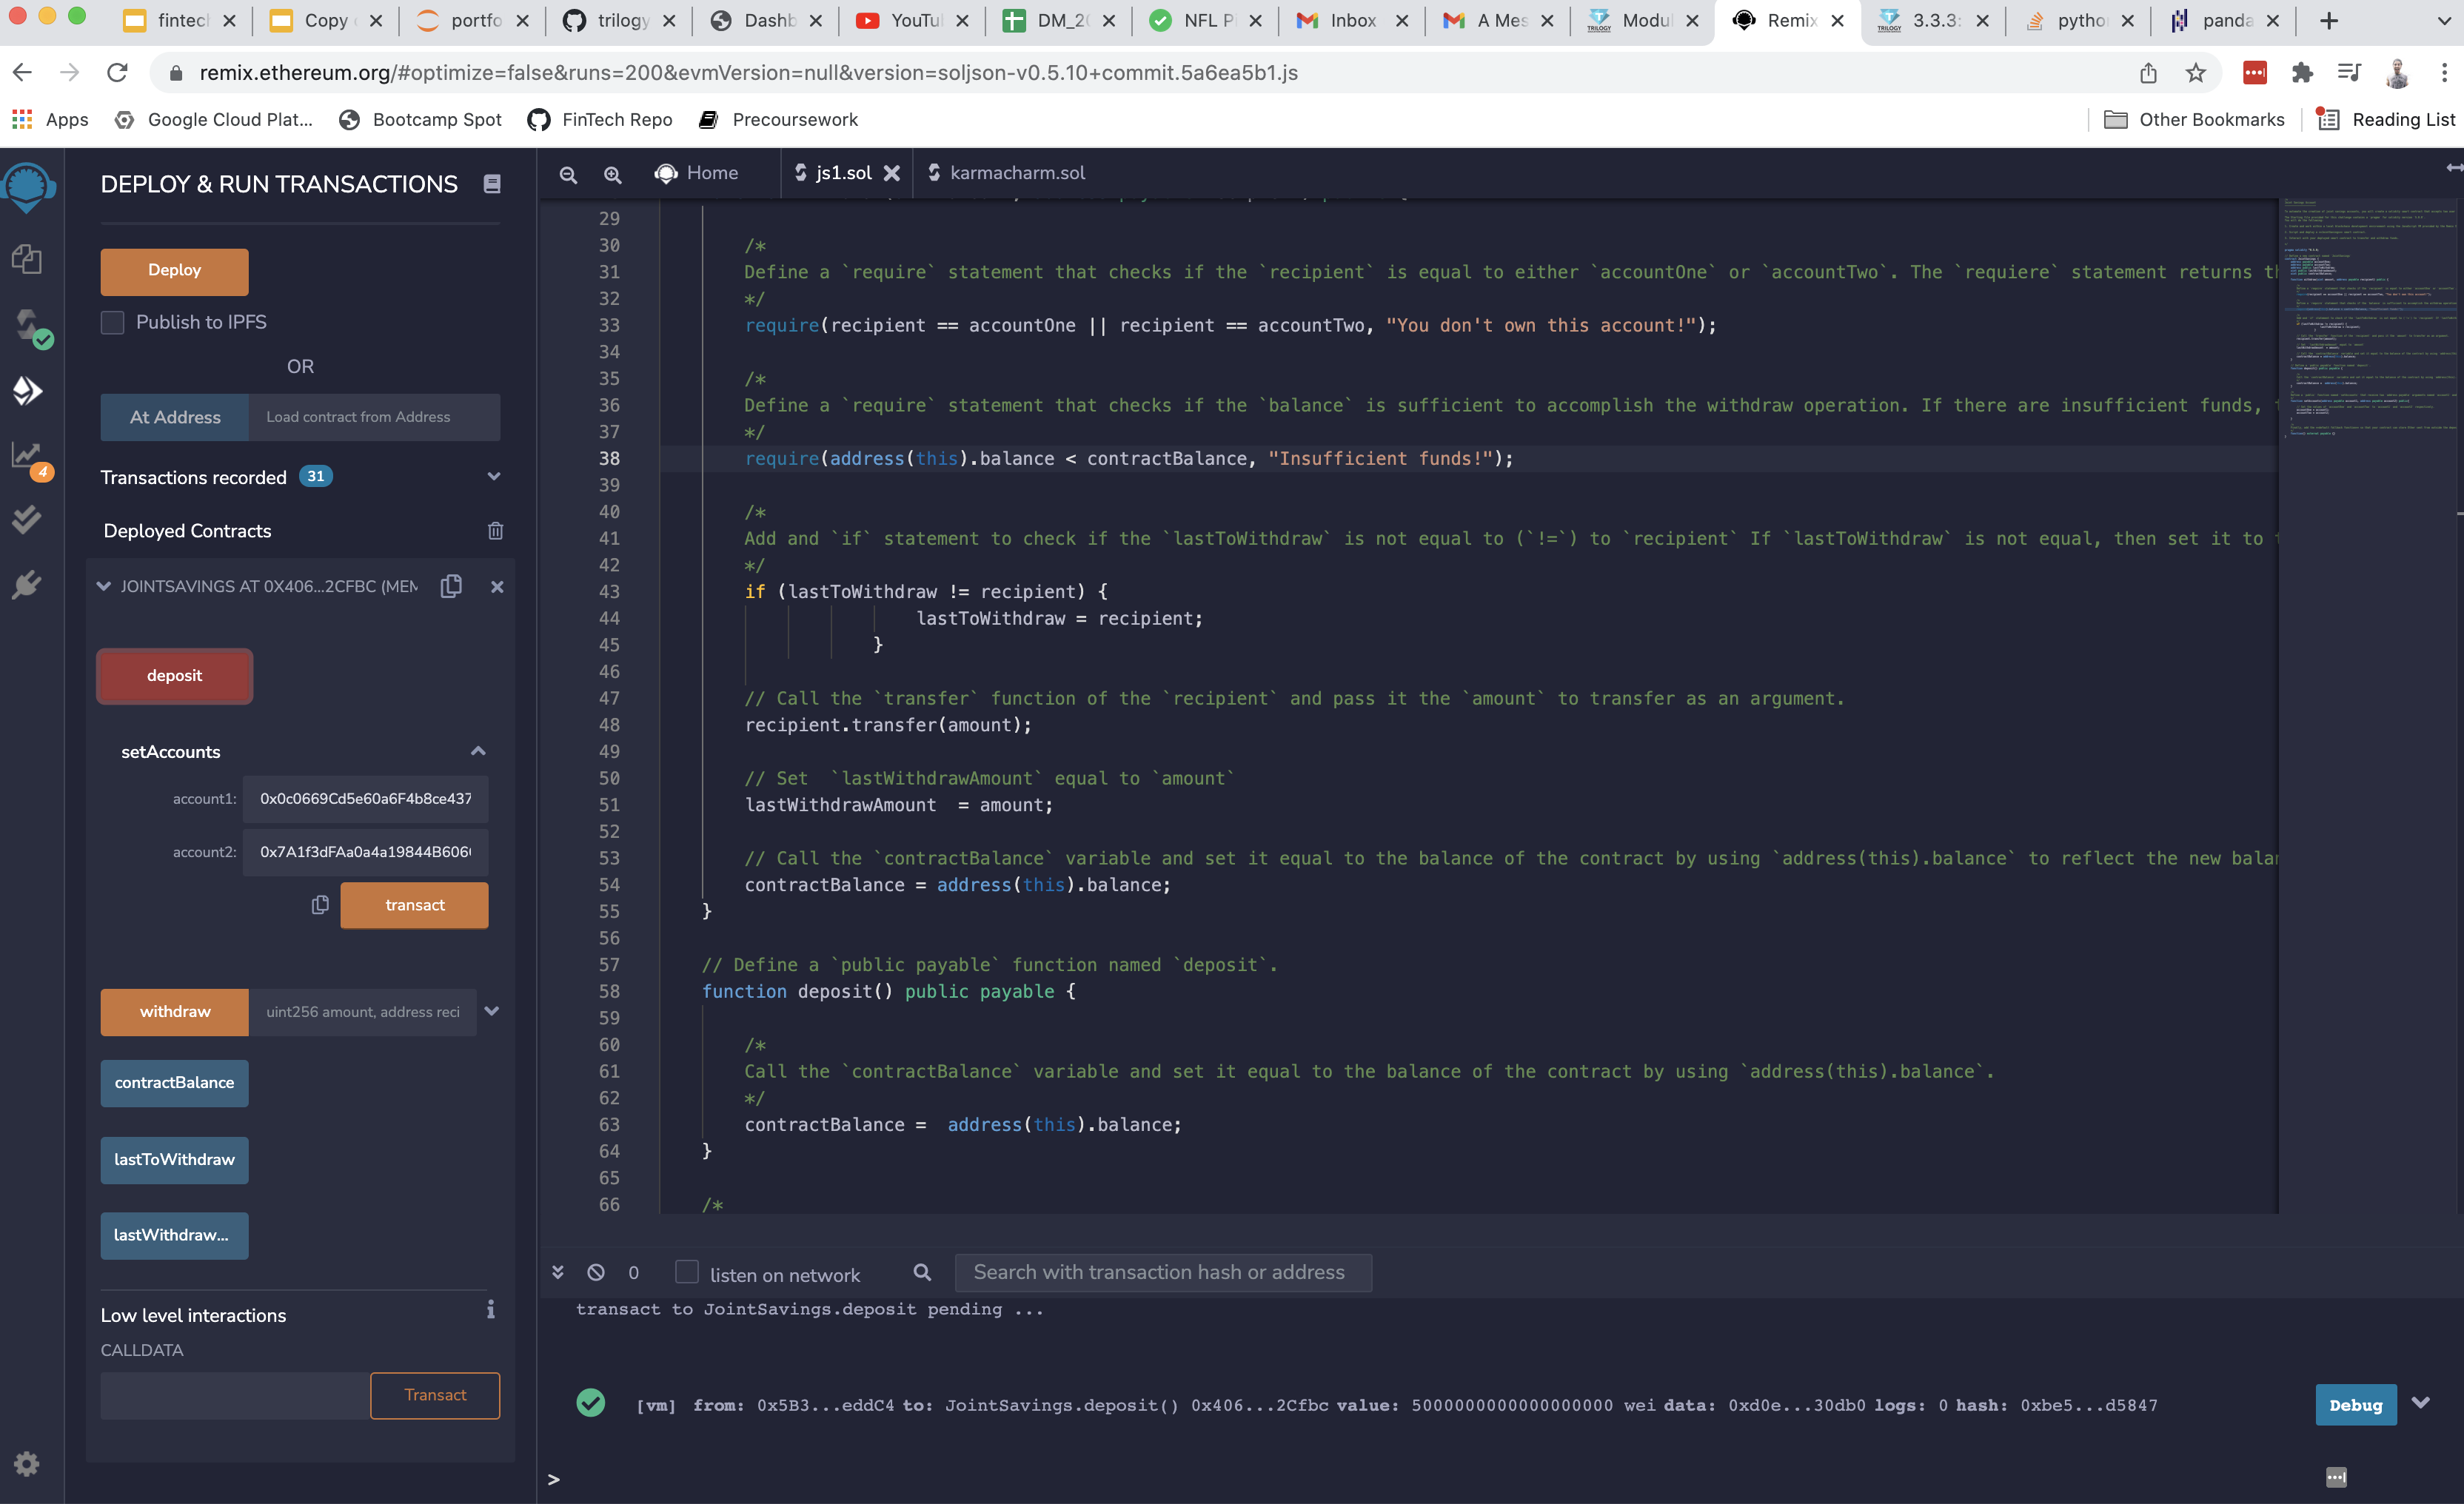 fintech
Copy
portfo
trilogy
Dashb
YouTu
DM_20
NFL P
Inbox
A Mes
Modul
Remix
3.3.3:
pytho
panda
remix.ethereum.org/#optimize=false&runs=200&evmVersion=null&version=soljson-v0.5.10+commit.5a6ea5b1.js
Apps
Google Cloud Plat...
Bootcamp Spot
FinTech Repo
Precoursework
Other Bookmarks
Reading List
DEPLOY & RUN TRANSACTIONS
Deploy
Publish to IPFS
OR
At Address
Load contract from Address
Transactions recorded 31
Deployed Contracts
4
JOINTSAVINGS AT 0X406...2CFBC (MEM
deposit
setAccounts
account1: 0x0c0669Cd5e60a6F4b8ce437
account2: 0x7A1f3dFAa0a4a19844B606
transact
withdraw
uint256 amount, address reci
contractBalance
lastToWithdraw
lastWithdraw...
Low level interactions
CALLDATA
Transact
Home
js1.sol
karmacharm.sol
29
30 /*
31 Define a `require` statement that checks if the `recipient` is equal to either `accountOne` or `accountTwo`. The `requiere` statement returns th
32 */
33 require(recipient == accountOne || recipient == accountTwo, "You don't own this account!");
34
35 /*
36 Define a `require` statement that checks if the `balance` is sufficient to accomplish the withdraw operation. If there are insufficient funds,
37 */
38 require(address(this).balance < contractBalance, "Insufficient funds!");
39
40 /*
41 Add and `if` statement to check if the `lastToWithdraw` is not equal to (`!=`) to `recipient` If `lastToWithdraw` is not equal, then set it to
42 */
43 if (lastToWithdraw != recipient) {
44 lastToWithdraw = recipient;
45 }
46
47 // Call the `transfer` function of the `recipient` and pass it the `amount` to transfer as an argument.
48 recipient.transfer(amount);
49
50 // Set  `lastWithdrawAmount` equal to `amount`
51 lastWithdrawAmount  = amount;
52
53 // Call the `contractBalance` variable and set it equal to the balance of the contract by using `address(this).balance` to reflect the new balan
54 contractBalance = address(this).balance;
55 }
56
57 // Define a `public payable` function named `deposit`.
58 function deposit() public payable {
59
60 /*
61 Call the `contractBalance` variable and set it equal to the balance of the contract by using `address(this).balance`.
62 */
63 contractBalance =  address(this).balance;
64 }
65
66 /*
0
listen on network
Search with transaction hash or address
transact to JointSavings.deposit pending ...
[vm] from: 0x5B3...eddC4 to: JointSavings.deposit() 0x406...2Cfbc value: 5000000000000000000 wei data: 0xd0e...30db0 logs: 0 hash: 0xbe5...d5847
Debug
>